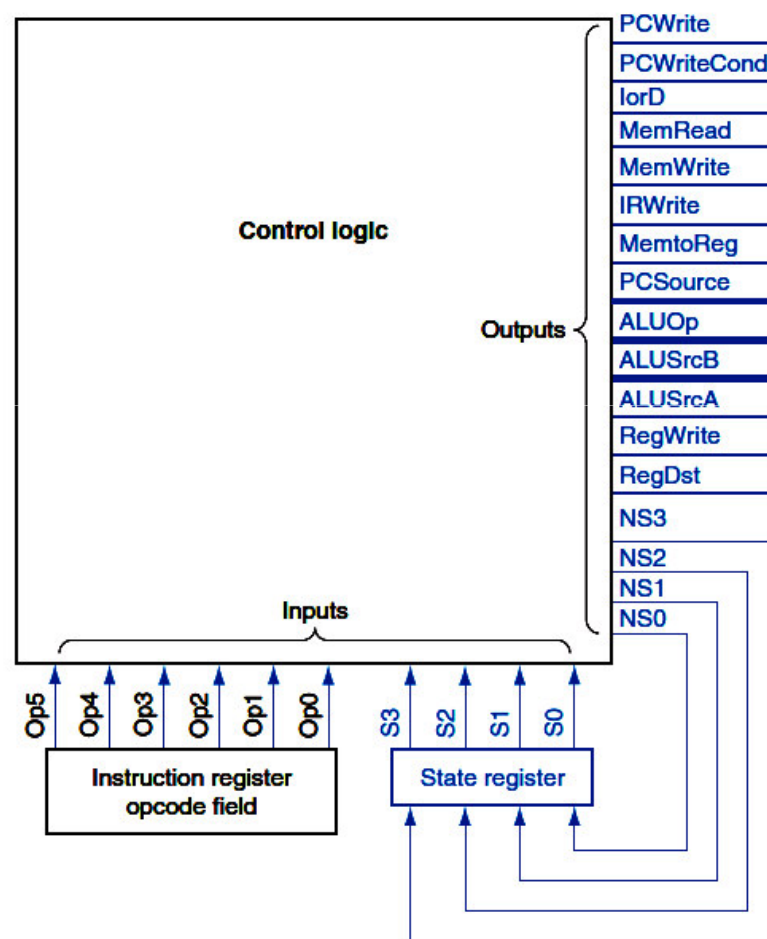 PCWrite
PCWriteCond
IorD
MemRead
MemWrite
IRWrite
Control logic
MemtoReg
PCSource
Outputs
ALUOp
ALUSrcB
ALUSrcA
RegWrite
RegDst
NS3
NS2
NS1
Inputs
NS0
Op5
Op4
Op3
Op2
Op1
Op0
S3
S2
S1
S0
Instruction register
opcode field
State register